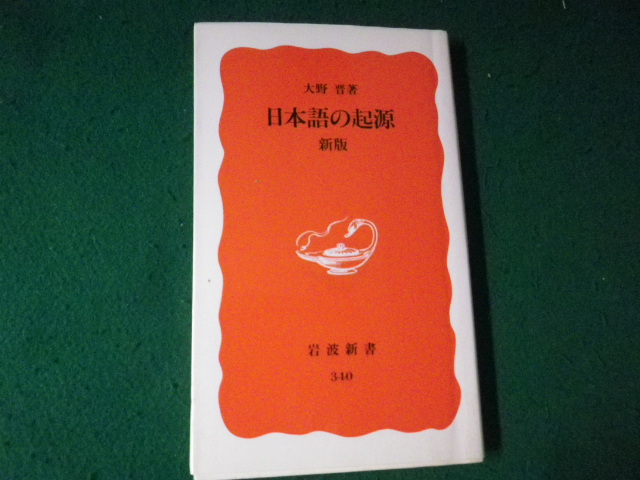 大野 晋著
日本語の起源
新版
岩波新書
340